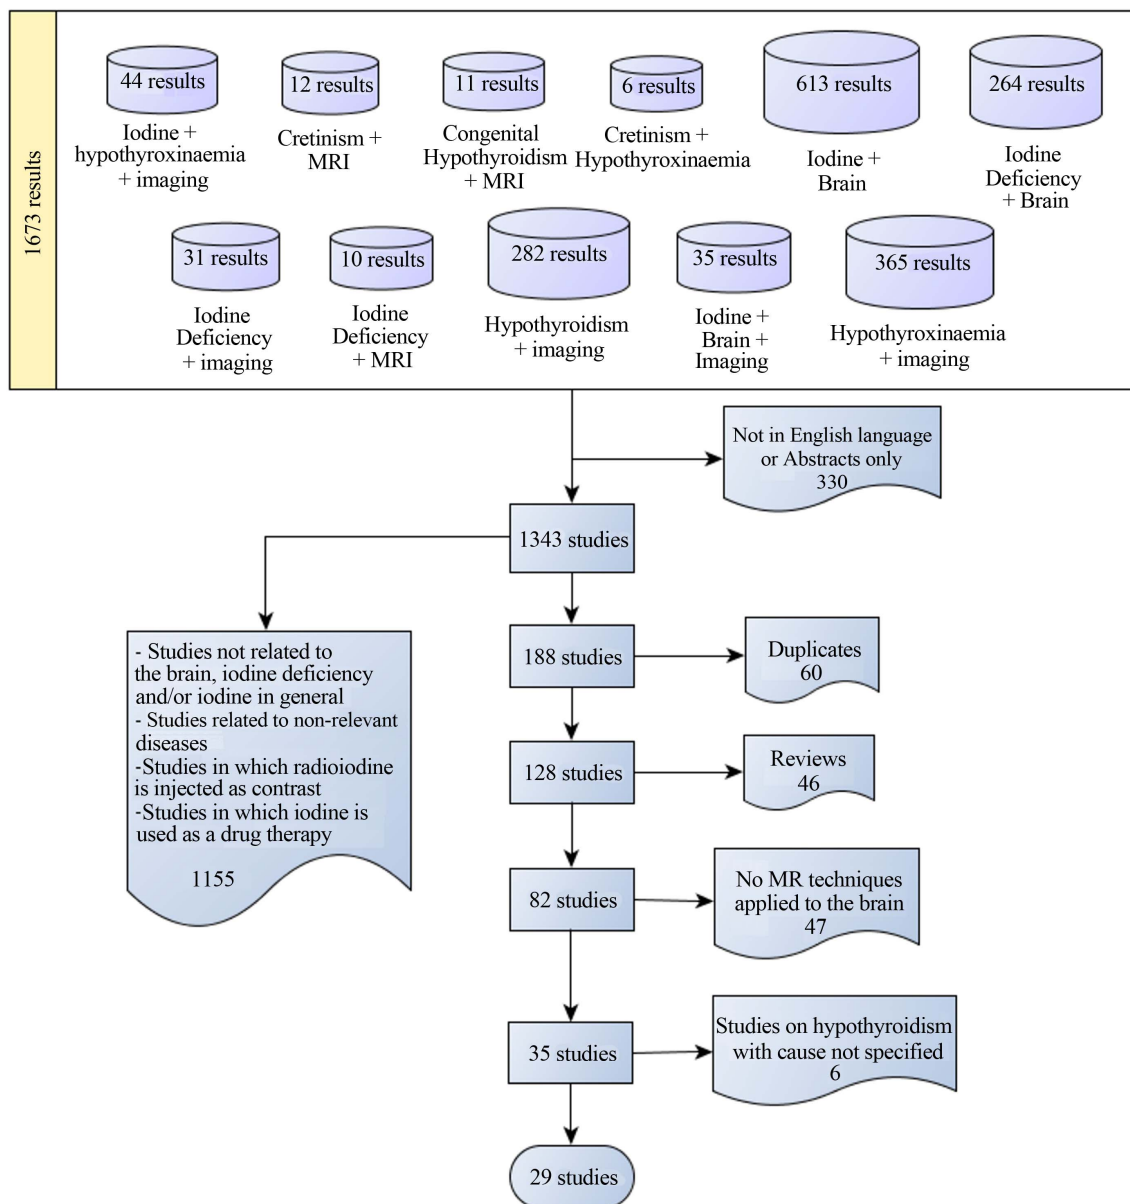 1673 results
44 results
Iodine +
hypothyroxinaemia
+ imaging
12 results
Cretinism +
MRI
11 results
Congenital
Hypothyroidism
+ MRI
6 results
Cretinism +
Hypothyroxinaemia
613 results
Iodine +
Brain
264 results
Iodine
Deficiency
+ Brain
31 results
Iodine
Deficiency
+ imaging
10 results
Iodine
Deficiency
+ MRI
282 results
Hypothyroidism
+ imaging
35 results
Iodine +
Brain +
Imaging
365 results
Hypothyroxinaemia
+ imaging
Not in English language
or Abstracts only
330
1343 studies
- Studies not related to
the brain, iodine deficiency
and/or iodine in general
- Studies related to non-relevant
diseases
-Studies in which radioiodine
is injected as contrast
-Studies in which iodine is
used as a drug therapy
1155
188 studies
Duplicates
60
128 studies
Reviews
46
82 studies
No MR techniques
applied to the brain
47
35 studies
Studies on hypothyroidism
with cause not specified
6
29 studies